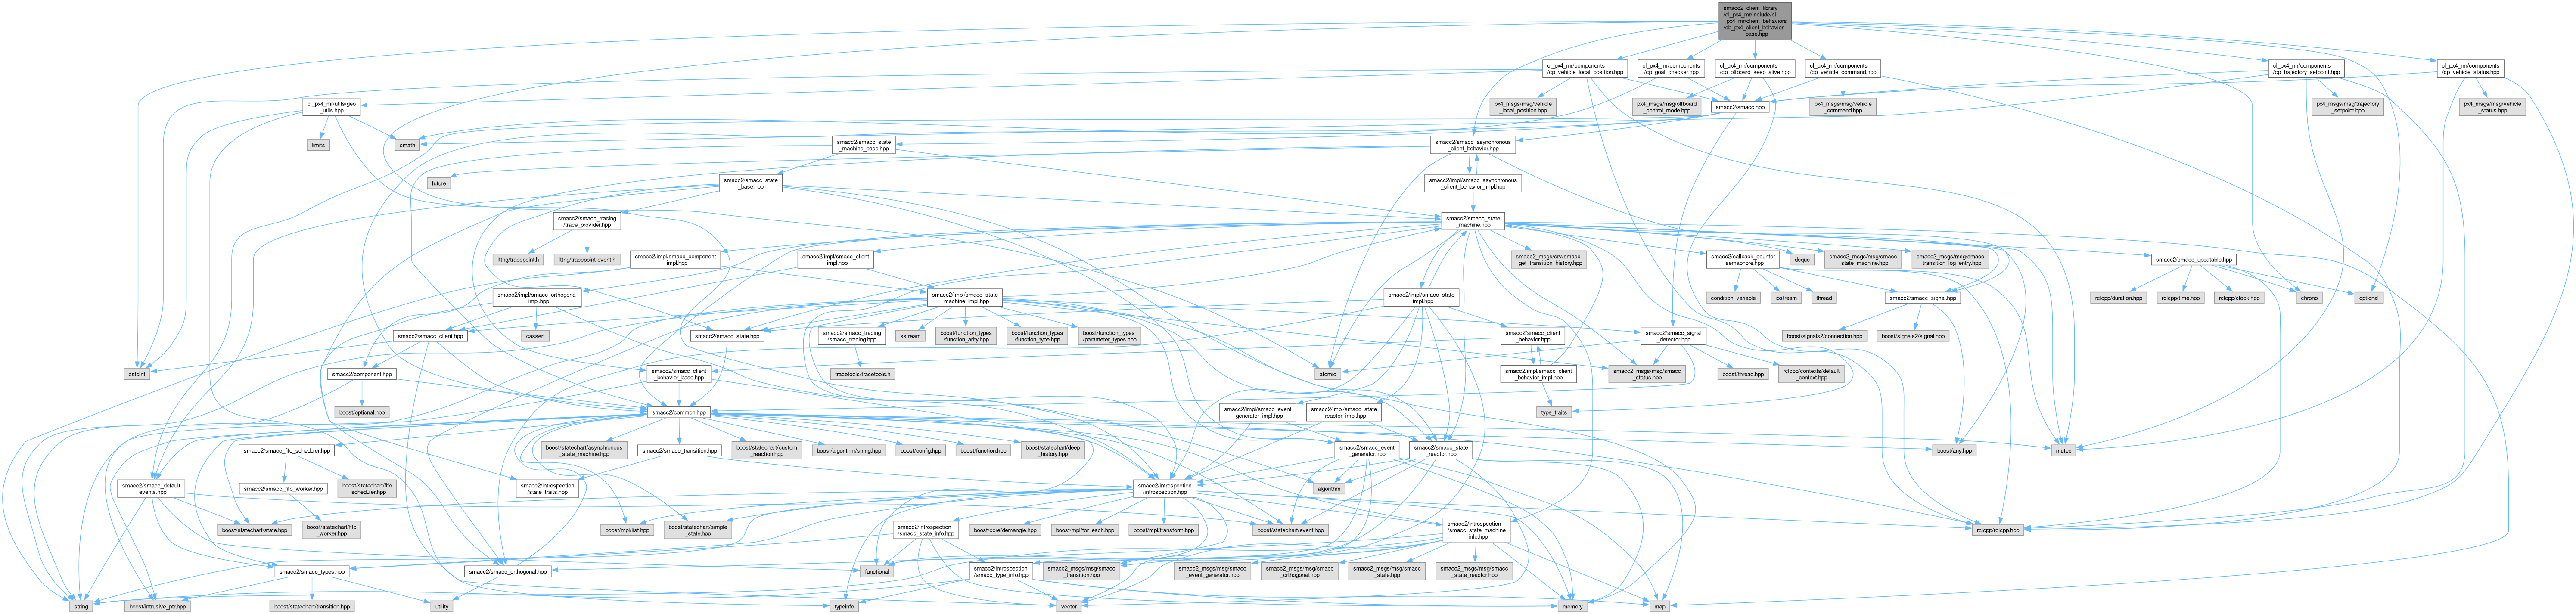 smacc2_client_library
/cl_px4_mr/include/cl
_px4_mr/client_behaviors
/cb_px4_client_behavior
_base.hpp
cl_px4_mr/components
/cp_vehicle_local_position.hpp
cl_px4_mr/components
/cp_goal_checker.hpp
cl_px4_mr/components
/cp_offboard_keep_alive.hpp
cl_px4_mr/components
/cp_vehicle_command.hpp
cl_px4_mr/components
/cp_trajectory_setpoint.hpp
cl_px4_mr/components
/cp_vehicle_status.hpp
cl_px4_mr/utils/geo
_utils.hpp
px4_msgs/msg/vehicle
_local_position.hpp
px4_msgs/msg/offboard
_control_mode.hpp
smacc2/smacc.hpp
px4_msgs/msg/vehicle
_command.hpp
px4_msgs/msg/trajectory
_setpoint.hpp
px4_msgs/msg/vehicle
_status.hpp
limits
cmath
smacc2/smacc_state
_machine_base.hpp
smacc2/smacc_asynchronous
_client_behavior.hpp
future
smacc2/smacc_state
_base.hpp
smacc2/impl/smacc_asynchronous
_client_behavior_impl.hpp
smacc2/smacc_tracing
/trace_provider.hpp
smacc2/smacc_state
_machine.hpp
lttng/tracepoint.h
lttng/tracepoint-event.h
smacc2/impl/smacc_component
_impl.hpp
smacc2/impl/smacc_client
_impl.hpp
smacc2_msgs/srv/smacc
_get_transition_history.hpp
smacc2/callback_counter
_semaphore.hpp
deque
smacc2_msgs/msg/smacc
_state_machine.hpp
smacc2_msgs/msg/smacc
_transition_log_entry.hpp
smacc2/smacc_updatable.hpp
smacc2/impl/smacc_orthogonal
_impl.hpp
smacc2/impl/smacc_state
_machine_impl.hpp
smacc2/impl/smacc_state
_impl.hpp
condition_variable
iostream
thread
smacc2/smacc_signal.hpp
rclcpp/duration.hpp
rclcpp/time.hpp
rclcpp/clock.hpp
chrono
optional
smacc2/smacc_client.hpp
cassert
smacc2/smacc_state.hpp
smacc2/smacc_tracing
/smacc_tracing.hpp
sstream
boost/function_types
/function_arity.hpp
boost/function_types
/function_type.hpp
boost/function_types
/parameter_types.hpp
smacc2/smacc_client
_behavior.hpp
smacc2/smacc_signal
_detector.hpp
boost/signals2/connection.hpp
boost/signals2/signal.hpp
cstdint
smacc2/component.hpp
smacc2/smacc_client
_behavior_base.hpp
tracetools/tracetools.h
atomic
smacc2/impl/smacc_client
_behavior_impl.hpp
smacc2_msgs/msg/smacc
_status.hpp
boost/thread.hpp
rclcpp/contexts/default
_context.hpp
boost/optional.hpp
smacc2/common.hpp
smacc2/impl/smacc_event
_generator_impl.hpp
smacc2/impl/smacc_state
_reactor_impl.hpp
type_traits
smacc2/smacc_fifo_scheduler.hpp
boost/statechart/asynchronous
_state_machine.hpp
smacc2/smacc_transition.hpp
boost/statechart/custom
_reaction.hpp
boost/algorithm/string.hpp
boost/config.hpp
boost/function.hpp
boost/statechart/deep
_history.hpp
smacc2/smacc_event
_generator.hpp
smacc2/smacc_state
_reactor.hpp
boost/any.hpp
mutex
smacc2/smacc_default
_events.hpp
smacc2/smacc_fifo_worker.hpp
boost/statechart/fifo
_scheduler.hpp
smacc2/introspection
/state_traits.hpp
smacc2/introspection
/introspection.hpp
algorithm
boost/statechart/state.hpp
boost/statechart/fifo
_worker.hpp
boost/mpl/list.hpp
boost/statechart/simple
_state.hpp
smacc2/introspection
/smacc_state_info.hpp
boost/core/demangle.hpp
boost/mpl/for_each.hpp
boost/mpl/transform.hpp
boost/statechart/event.hpp
smacc2/introspection
/smacc_state_machine
_info.hpp
rclcpp/rclcpp.hpp
smacc2/smacc_types.hpp
smacc2/smacc_orthogonal.hpp
functional
smacc2/introspection
/smacc_type_info.hpp
smacc2_msgs/msg/smacc
_transition.hpp
smacc2_msgs/msg/smacc
_event_generator.hpp
smacc2_msgs/msg/smacc
_orthogonal.hpp
smacc2_msgs/msg/smacc
_state.hpp
smacc2_msgs/msg/smacc
_state_reactor.hpp
string
boost/intrusive_ptr.hpp
boost/statechart/transition.hpp
utility
typeinfo
vector
memory
map